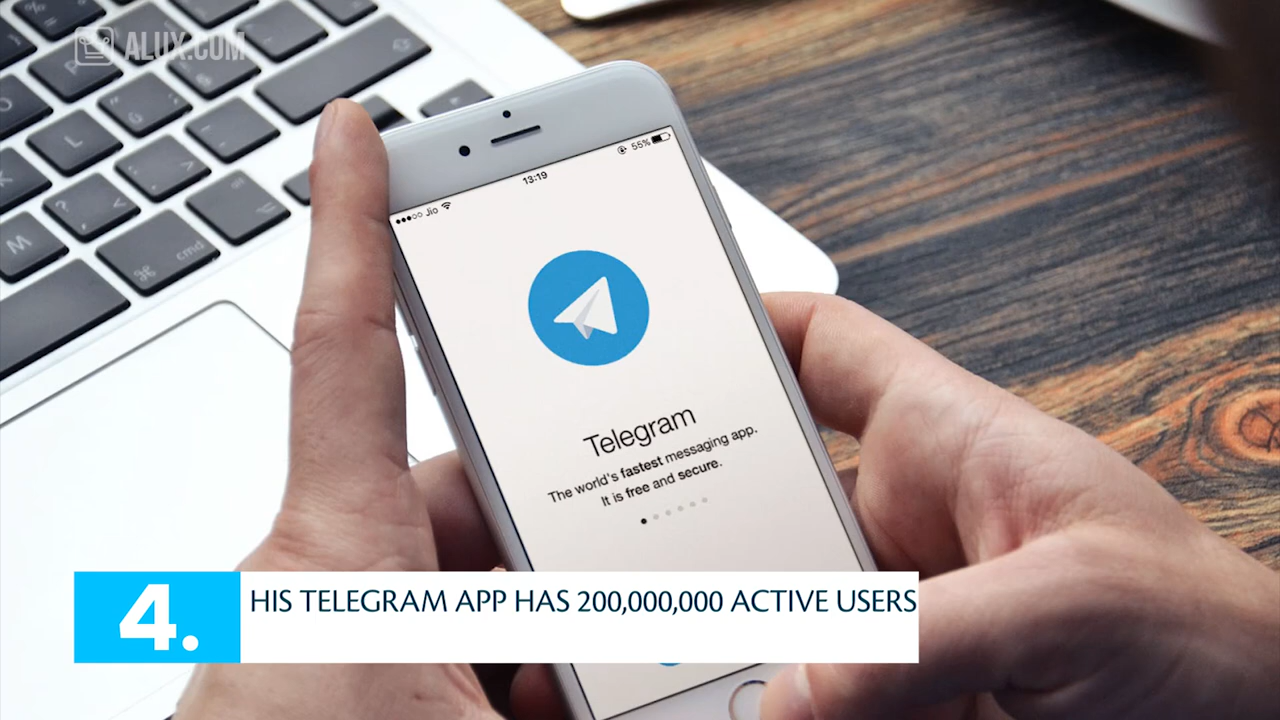 ALUX.COM
P
L
M
cmd
55%
13:19
Jio
Telegram
The world's fastest messaging app.
It is free and secure.
4.
HIS TELEGRAM APP HAS 200,000,000 ACTIVE USERS